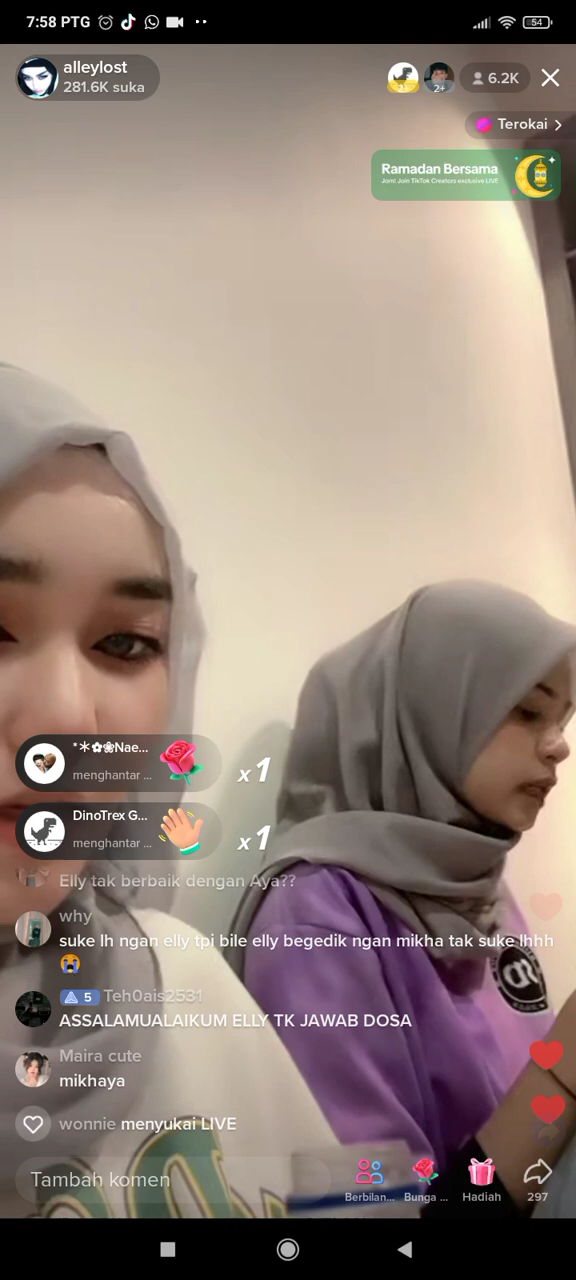 7:58 PTG
54
alleylost
281.6K suka
2+
6.2K
Terokai
Ramadan Bersama
Jom! Join TikTok Creators exclusive LIVE
*＊✿❀Nae...
menghantar ...
x1
DinoTrex G...
menghantar ...
x1
Elly tak berbaik dengan Aya??
why
suke lh ngan elly tpi bile elly begedik ngan mikha tak suke lhhh
😭
5 Teh0ais2531
ASSALAMUALAIKUM ELLY TK JAWAB DOSA
Maira cute
mikhaya
wonnie menyukai LIVE
Tambah komen
Berbilan...
Bunga ...
Hadiah
297